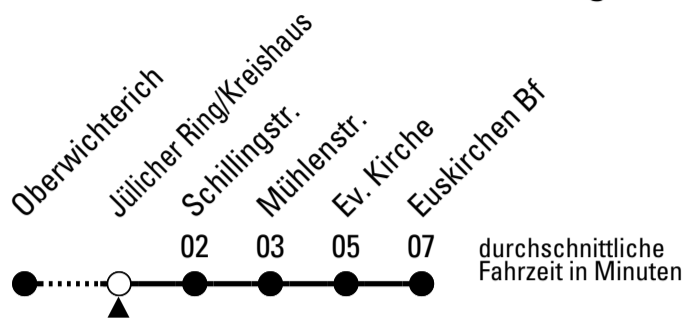 Oberwichterich
Jülicher Ring/Kreishaus
Schillingstr.
Mühlenstr.
Ev. Kirche
Euskirchen Bf
02 03 05 07
durchschnittliche
Fahrzeit in Minuten